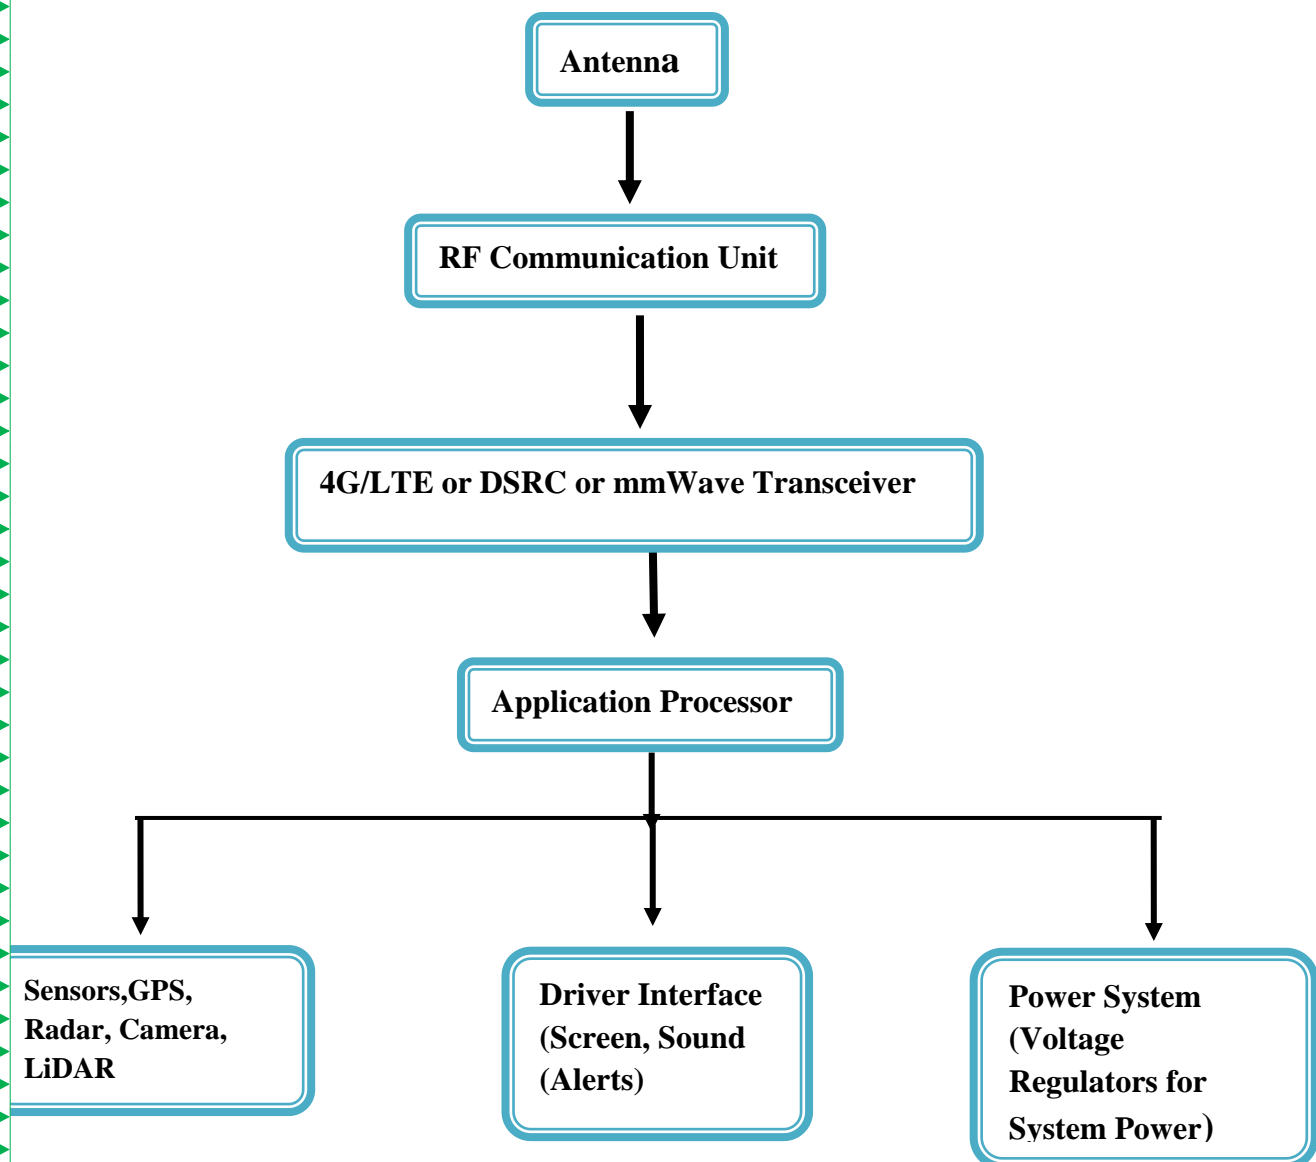 Antenna
RF Communication Unit
4G/LTE or DSRC or mmWave Transceiver
Application Processor
Sensors,GPS,
Radar, Camera,
LiDAR
Driver Interface
(Screen, Sound
(Alerts)
Power System
(Voltage
Regulators for
System Power)